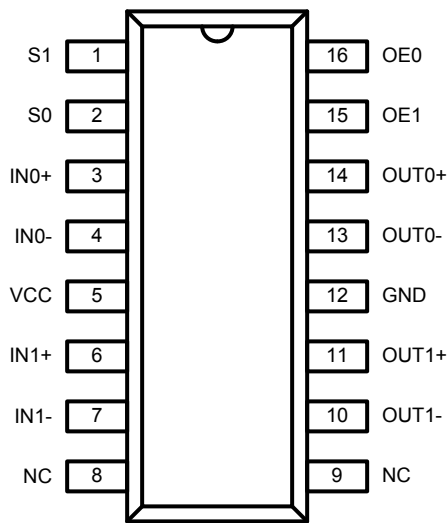 S1 1 16 OE0
S0 2 15 OE1
IN0+ 3 14 OUT0+
IN0- 4 13 OUT0-
VCC 5 12 GND
IN1+ 6 11 OUT1+
IN1- 7 10 OUT1-
NC 8 9 NC